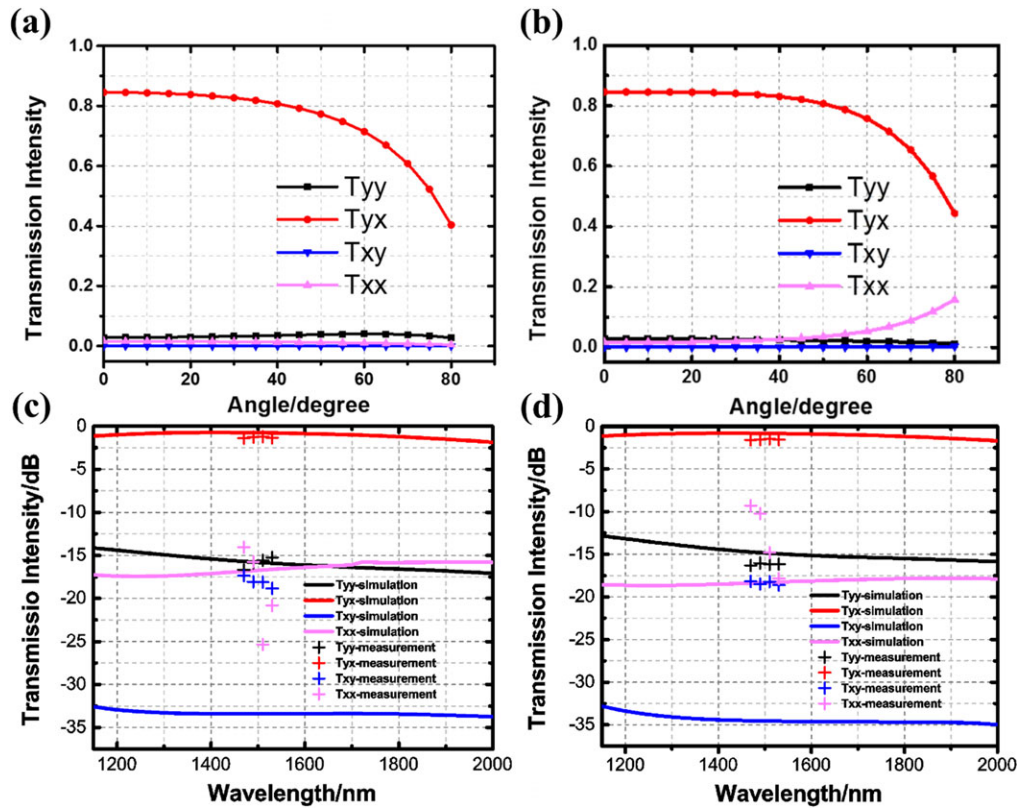 (a)
Transmission Intensity
1.0
0.8
0.6
0.4
0.2
0.0
Tyy
Tyx
Txy
Txx
0
20
40
60
80
Angle/degree
(b)
Transmission Intensity
1.0
0.8
0.6
0.4
0.2
0.0
Tyy
Tyx
Txy
Txx
0
20
40
60
80
Angle/degree
(c)
Transmissio Intensity/dB
0
-5
-10
-15
-20
-25
-30
-35
Tyy-simulation
Tyx-simulation
Txy-simulation
Txx-simulation
Tyy-measurement
Tyx-measurement
Txy-measurement
Txx-measurement
1200
1400
1600
1800
2000
Wavelength/nm
(d)
Transmission Intensity/dB
0
-5
-10
-15
-20
-25
-30
-35
Tyy-simulation
Tyx-simulation
Txy-simulation
Txx-simulation
Tyy-measurement
Tyx-measurement
Txy-measurement
Txx-measurement
1200
1400
1600
1800
2000
Wavelength/nm